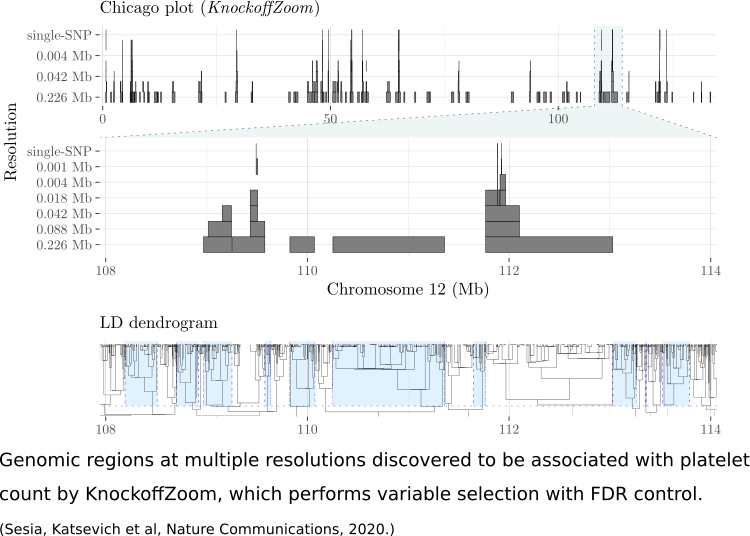 Chicago plot (KnockoffZoom)
single-SNP
0.004 Mb
0.042 Mb
0.226 Mb
0 50 100
Resolution
single-SNP
0.001 Mb
0.004 Mb
0.018 Mb
0.042 Mb
0.088 Mb
0.226 Mb
108 110 112 114
Chromosome 12 (Mb)
LD dendrogram
108 110 112 114
Genomic regions at multiple resolutions discovered to be associated with platelet
count by KnockoffZoom, which performs variable selection with FDR control.
(Sesia, Katsevich et al, Nature Communications, 2020.)